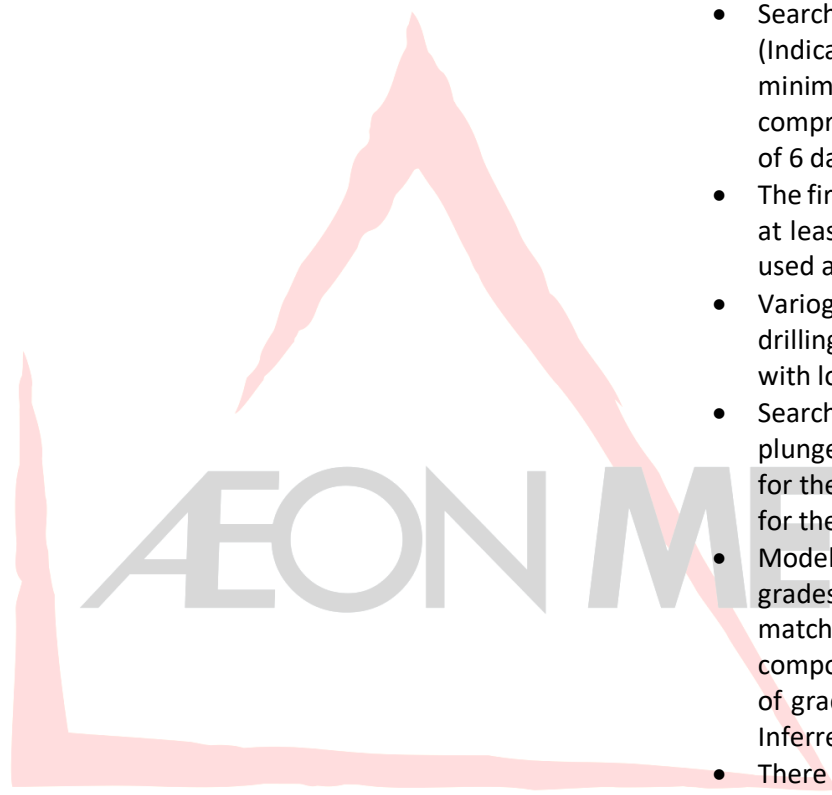 • Search
(Indica
minim
compr
of 6 da
• The fir
at leas
used a
• Variog
drilling
with lo
• Search
plunge
for the
for the
• Model
grades
match
compo
of grad
Inferre
• There
ÆON ME